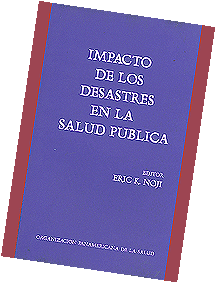 IMPACTO
DE LOS
DESASTRES
EN LA
SALUD PUBLICA
EDITOR
ERIC K. NOJI
ORGANIZACION PANAMERICANA DE LA SALUD